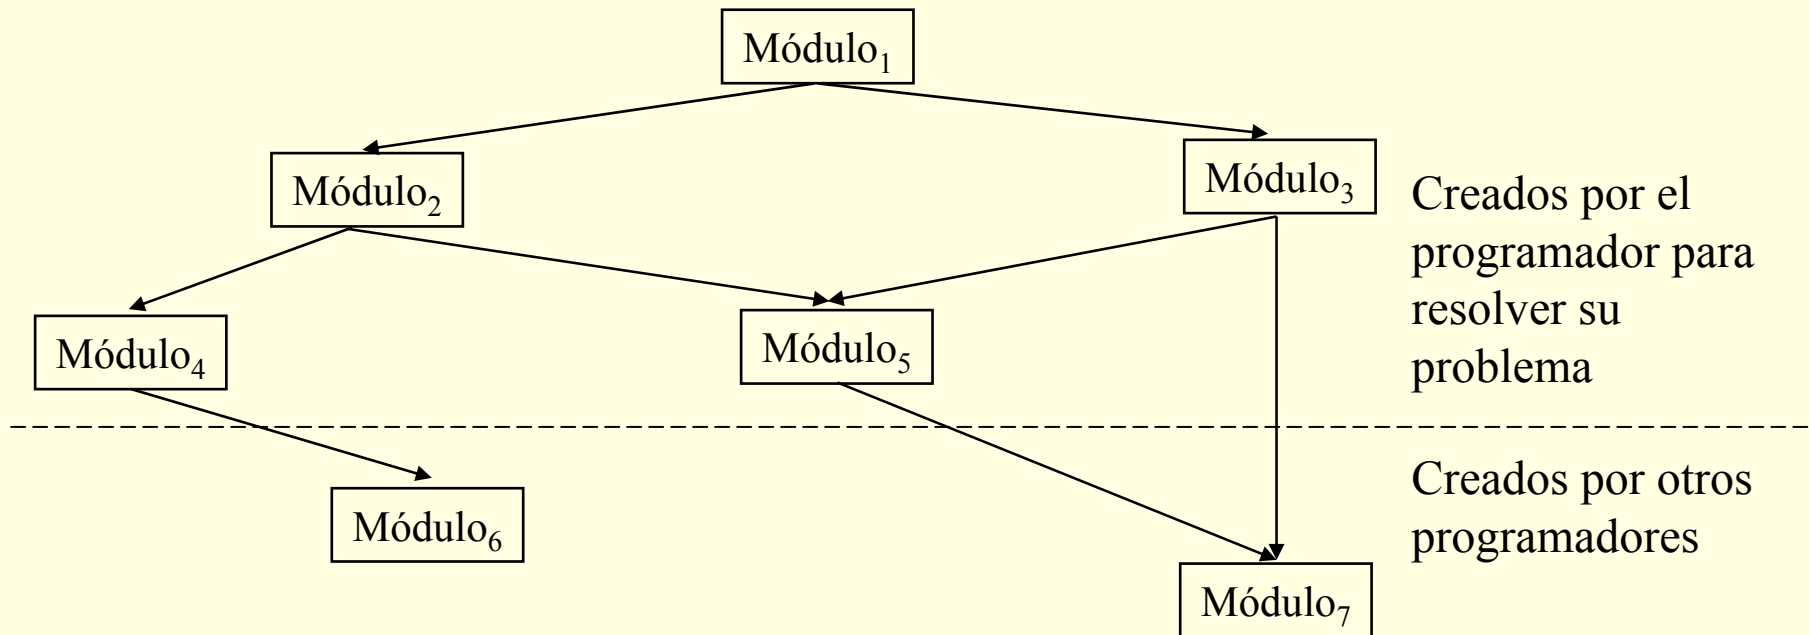 Módulo₁
Módulo₂
Módulo₃
Creados por el
programador para
resolver su
problema
Módulo₄
Módulo₅
Creados por otros
programadores
Módulo₆
Módulo₇